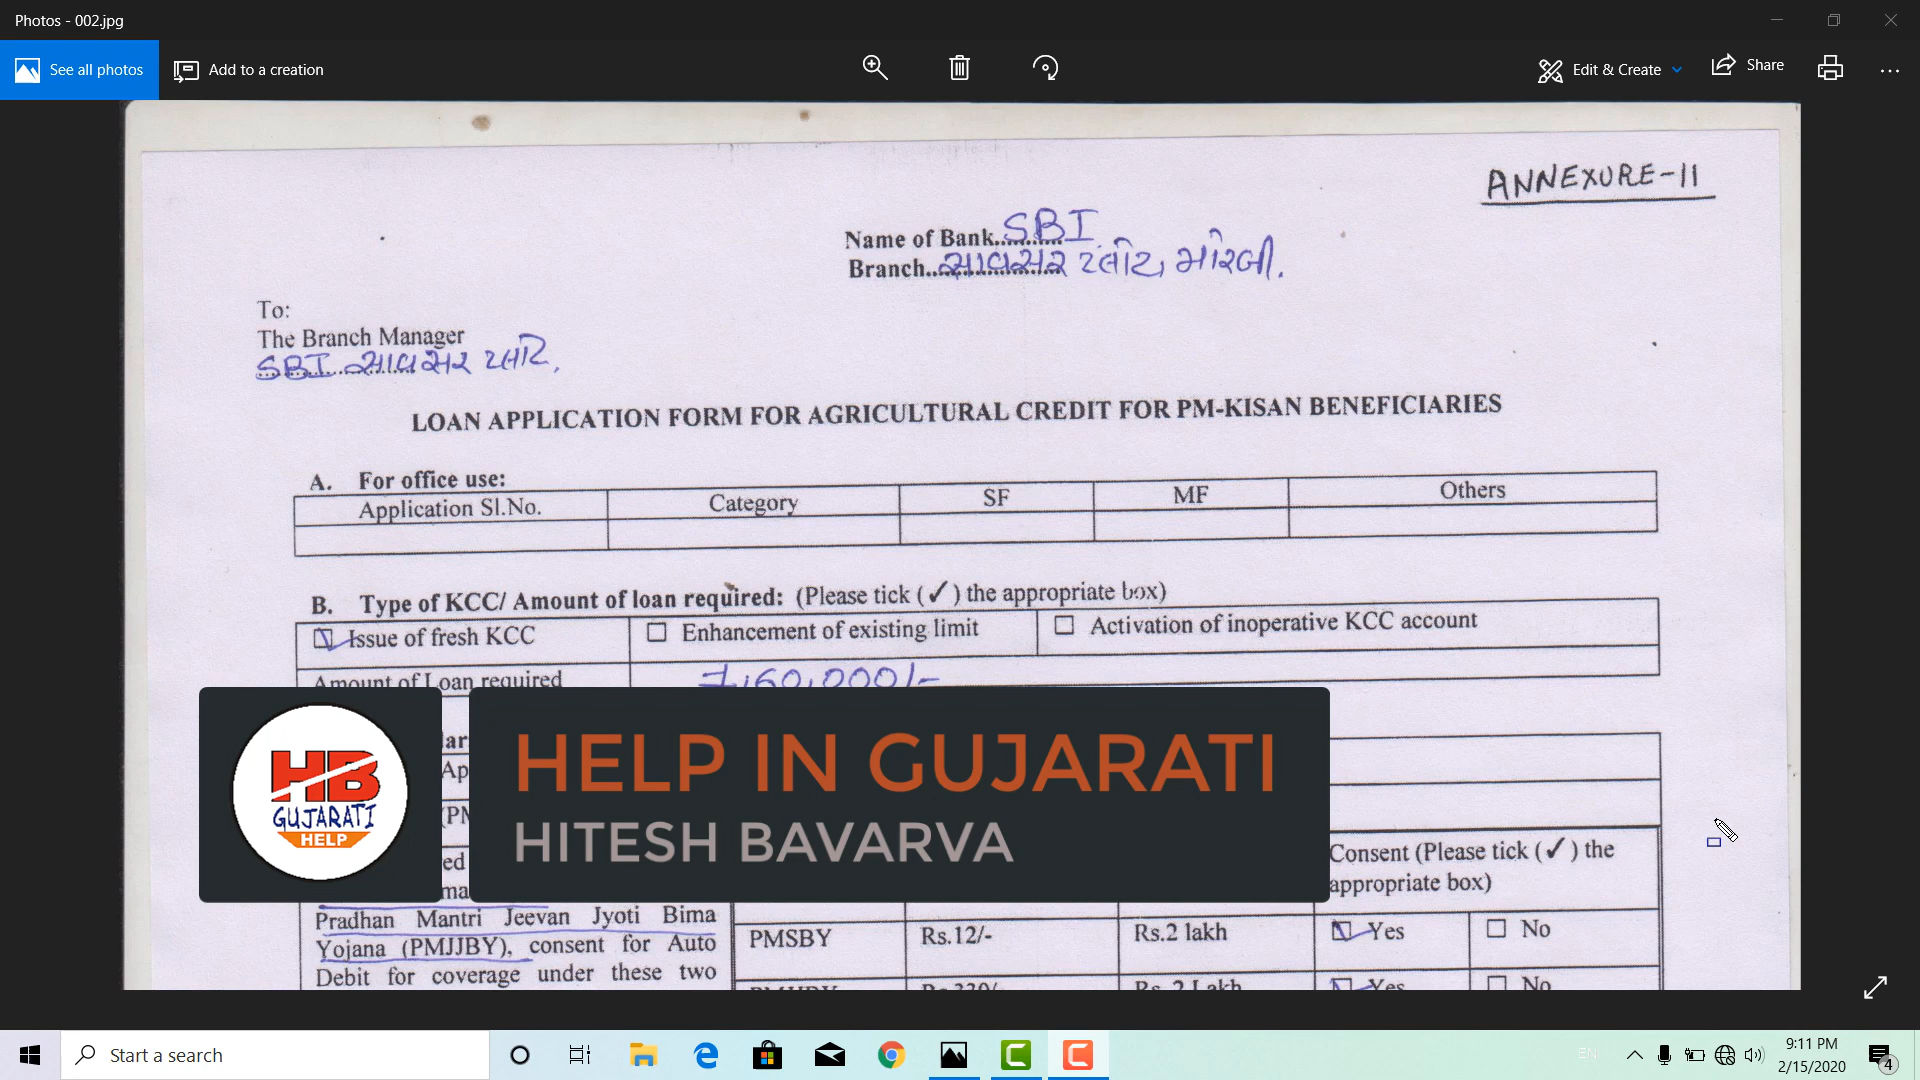 Photos - 002.jpg
See all photos
Add to a creation
Edit & Create
Share
ANNEXURE-II
Name of Bank............SBI
Branch.....સાવસર પ્લોટ, મોરબી.
To:
The Branch Manager
SBI સાવસર પ્લોટ.
LOAN APPLICATION FORM FOR AGRICULTURAL CREDIT FOR PM-KISAN BENEFICIARIES
A. For office use:
Application Sl.No. Category SF MF Others
B. Type of KCC/ Amount of loan required: (Please tick (✓) the appropriate box)
Issue of fresh KCC Enhancement of existing limit Activation of inoperative KCC account
Amount of Loan required
HB
GUJARATI
HELP
HELP IN GUJARATI
HITESH BAVARVA
Consent (Please tick (✓) the
appropriate box)
Pradhan Mantri Jeevan Jyoti Bima
Yojana (PMJJBY), consent for Auto
Debit for coverage under these two
PMSBY Rs.12/- Rs.2 lakh Yes No
Rs. 2 Lakh Yes No
Start a search
EN
9:11 PM
2/15/2020
4